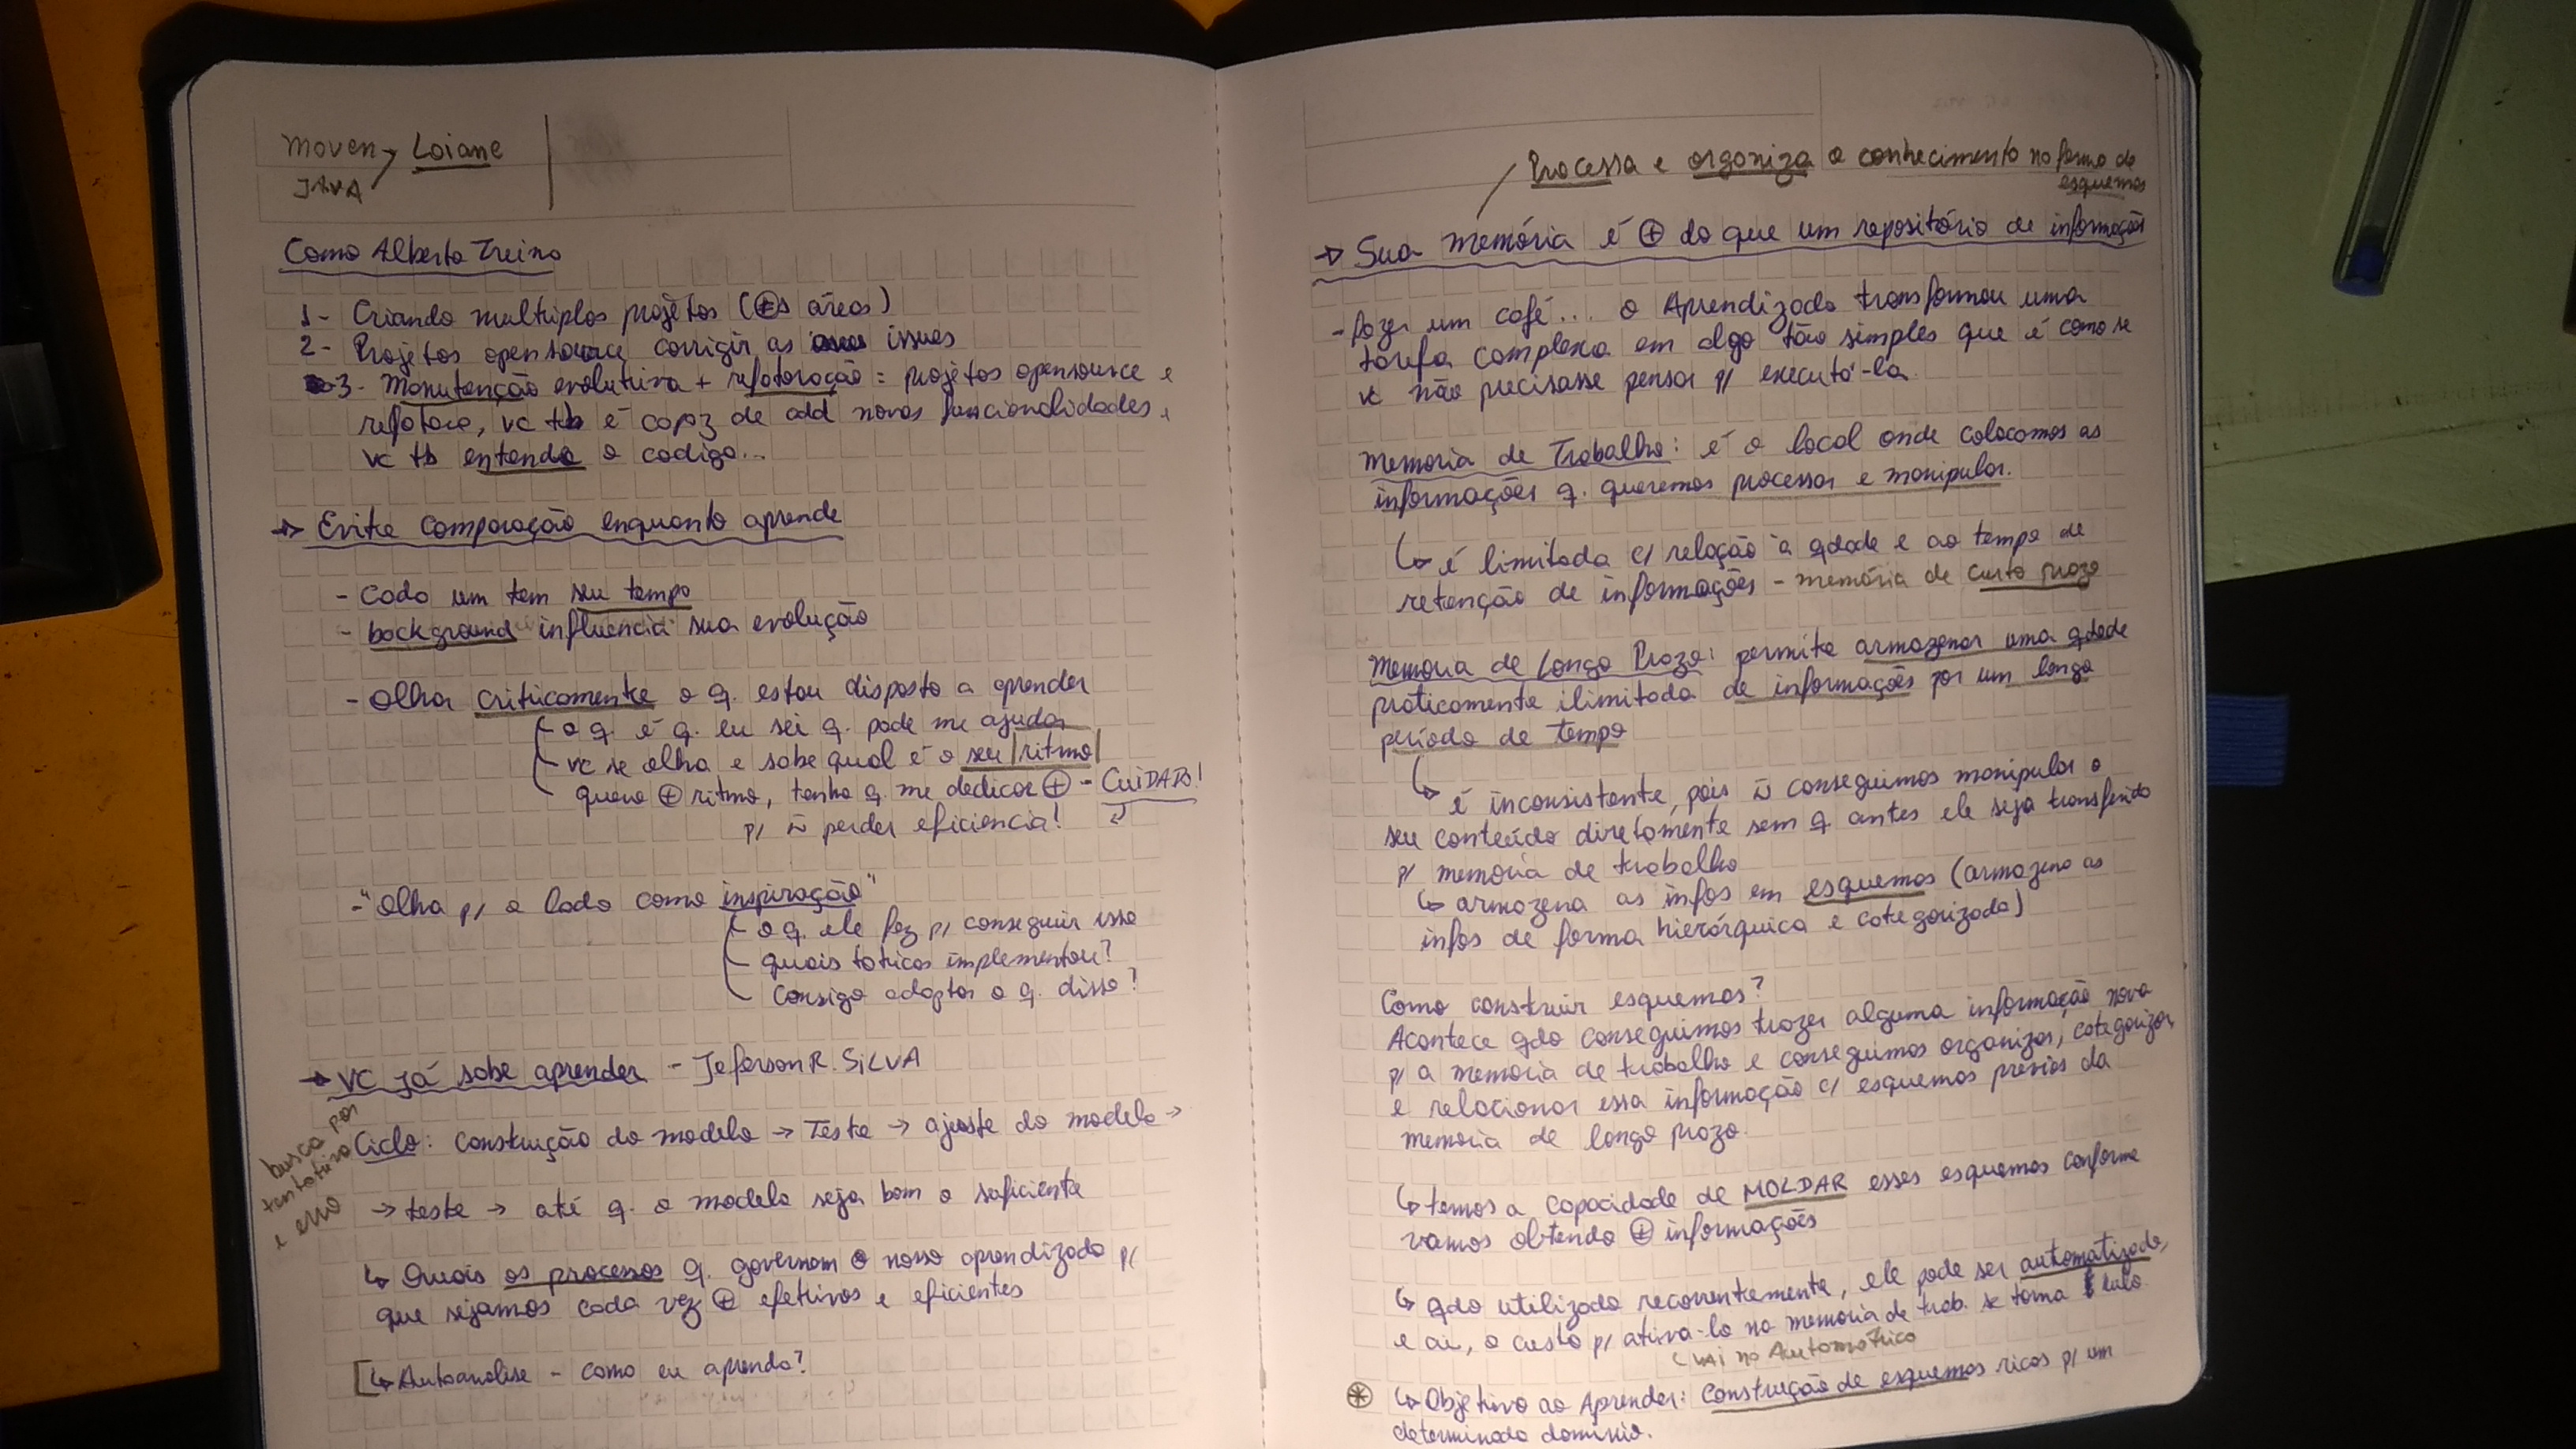 Maven
JAVA
Loiane
Como Alberto Treino
1- Criando multiplos projetos (⊕s áreas)
2- Projetos opensource corrigir as issues
3- Manutenção evolutiva + refatoração = projetos opensource e
refatora, vc tb é capaz de add novas funcionalidades,
vc tb entende o codigo...
→ Evite comparação enquanto aprende
- Cada um tem seu tempo
- background influencia sua evolução
- Olha criticamente o q. estou disposto a aprender
- o q. é q. eu sei q. pode me ajudar
- vc se olha e sabe qual é o seu |ritmo|
quero ⊕ ritmo, tenho q. me dedicar ⊕ - CUIDADO!
p/ ñ perder eficiencia!
- "Olha p/ o lado como inspiração"
- o q. ele fez p/ conseguir isso
- quais taticas implementou?
- Consigo adaptar o q. disso?
→ VC já sabe aprender - Jeferson R. SILVA
busca por
tentativa
e erro
Ciclo: Construção do modelo → Teste → ajuste do modelo →
→ teste → até q. o modelo seja bom o suficiente
↳ Quais os processos q. governam o nosso aprendizado p/
que sejamos cada vez ⊕ efetivos e eficientes
[↳ Autoanalise - como eu aprendo?
Processa e organiza o conhecimento na forma de
esquemas
→ Sua memória é ⊕ do que um repositório de informações
- Fazer um café... o Aprendizado transformou uma
tarefa complexa em algo tão simples que é como se
vc não precisasse pensar p/ executá-la.
Memoria de Trabalho: é o local onde colocamos as
informações q. queremos processar e manipular.
↳ é limitada c/ relação à qdade e ao tempo de
retenção de informações - memória de curto prazo
Memoria de Longo Prazo: permite armazenar uma qdade
praticamente ilimitada de informações por um longo
período de tempo
↳ é inconsistente, pois ñ conseguimos manipular o
seu conteúdo diretamente sem q antes ele seja transferido
p/ memoria de trabalho
↳ armazena as infos em esquemas (armazena as
infos de forma hierárquica e categorizada)
Como construir esquemas?
Acontece qdo conseguimos trazer alguma informação nova
p/ a memoria de trabalho e conseguimos organizar, categorizar,
e relacionar essa informação c/ esquemas previos da
memoria de longo prazo.
↳ temos a capacidade de MOLDAR esses esquemas conforme
vamos obtendo ⊕ informações
↳ qdo utilizado recorrentemente, ele pode ser automatizado,
e ai, o custo p/ ativa-lo na memoria de trab. se torna
vai no Automático
⊛ ↳ Objetivo ao Aprender: Construção de esquemas ricos p/ um
determinado dominio.